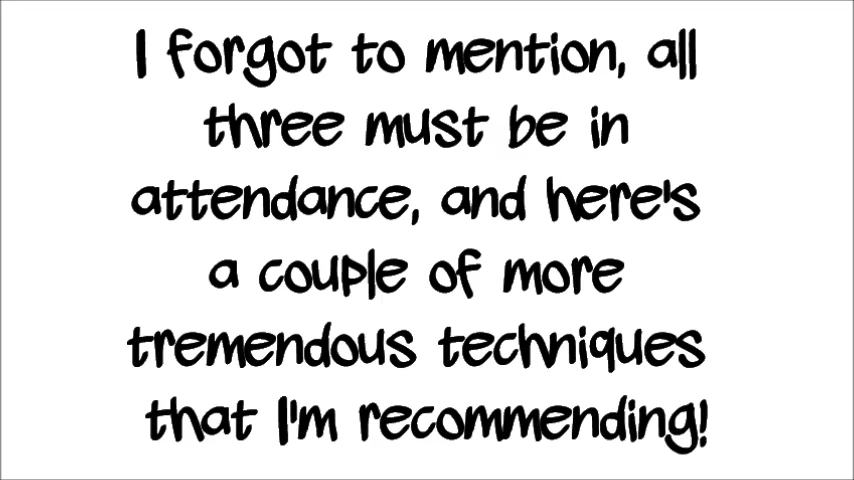 I forgot to mention, all
three must be in
attendance, and here's
a couple of more
tremendous techniques
that I'm recommending!